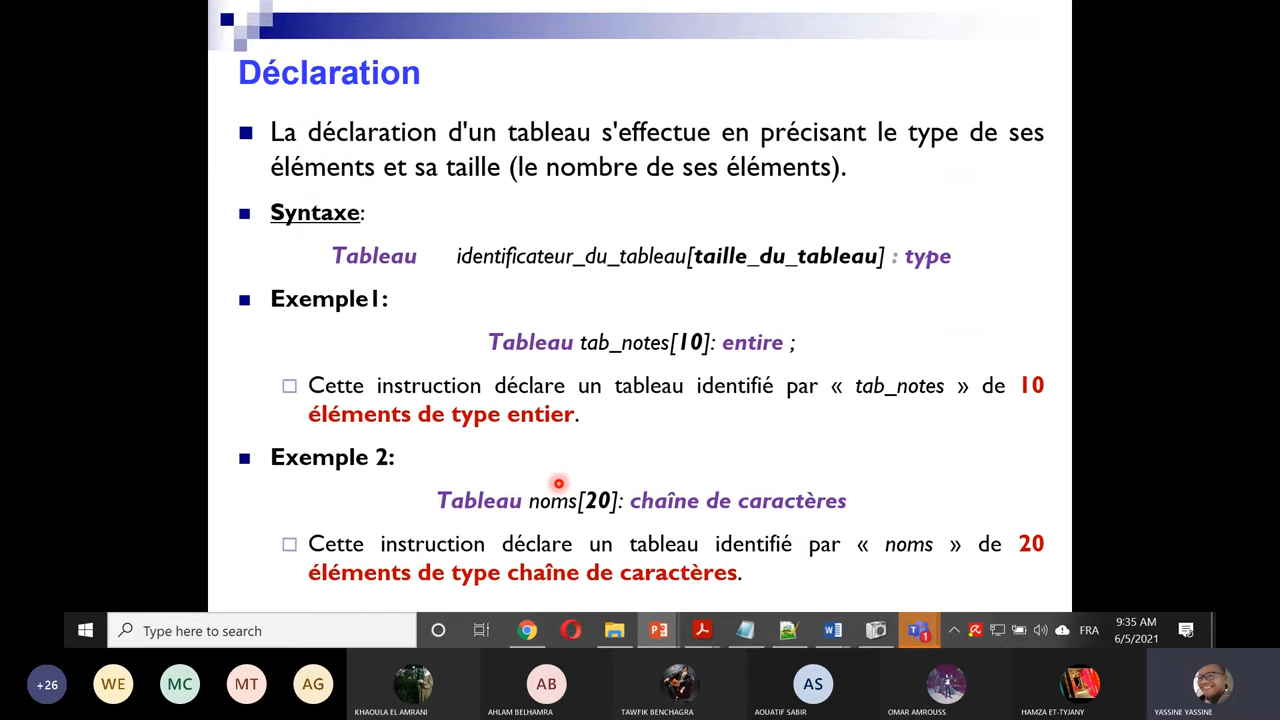 Déclaration
La déclaration d'un tableau s'effectue en précisant le type de ses
éléments et sa taille (le nombre de ses éléments).
Syntaxe:
Tableau identificateur_du_tableau[taille_du_tableau] : type
Exemple1:
Tableau tab_notes[10]: entire ;
Cette instruction déclare un tableau identifié par « tab_notes » de 10
éléments de type entier.
Exemple 2:
Tableau noms[20]: chaîne de caractères
Cette instruction déclare un tableau identifié par « noms » de 20
éléments de type chaîne de caractères.
Type here to search
FRA
9:35 AM
6/5/2021
+26
WE
MC
MT
AG
AB
AS
KHAOULA EL AMRANI
AHLAM BELHAMRA
TAWFIK BENCHAGRA
AOUATIF SABIR
OMAR AMROUSS
HAMZA ET-TYJANY
YASSINE YASSINE